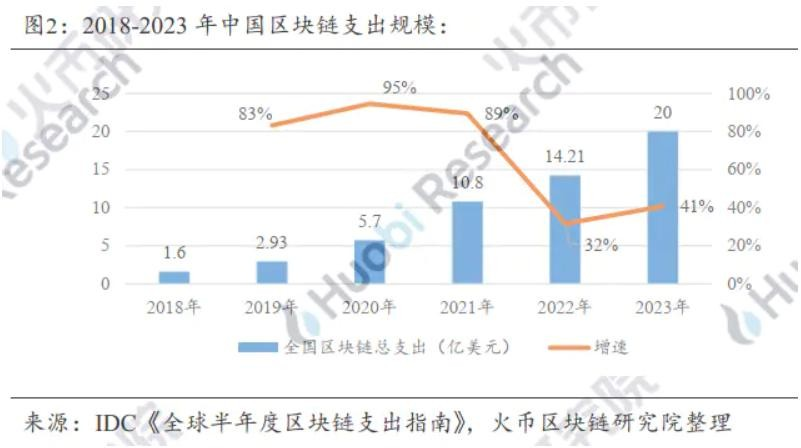 图2：2018-2023 年中国区块链支出规模：
25 20 15 10 5 0
100% 80% 60% 40% 20% 0%
83% 95% 89% 32% 41%
1.6 2.93 5.7 10.8 14.21 20
2018年 2019年 2020年 2021年 2022年 2023年
全国区块链总支出（亿美元） 增速
来源：IDC《全球半年度区块链支出指南》，火币区块链研究院整理
Huobi Research
火币
Research